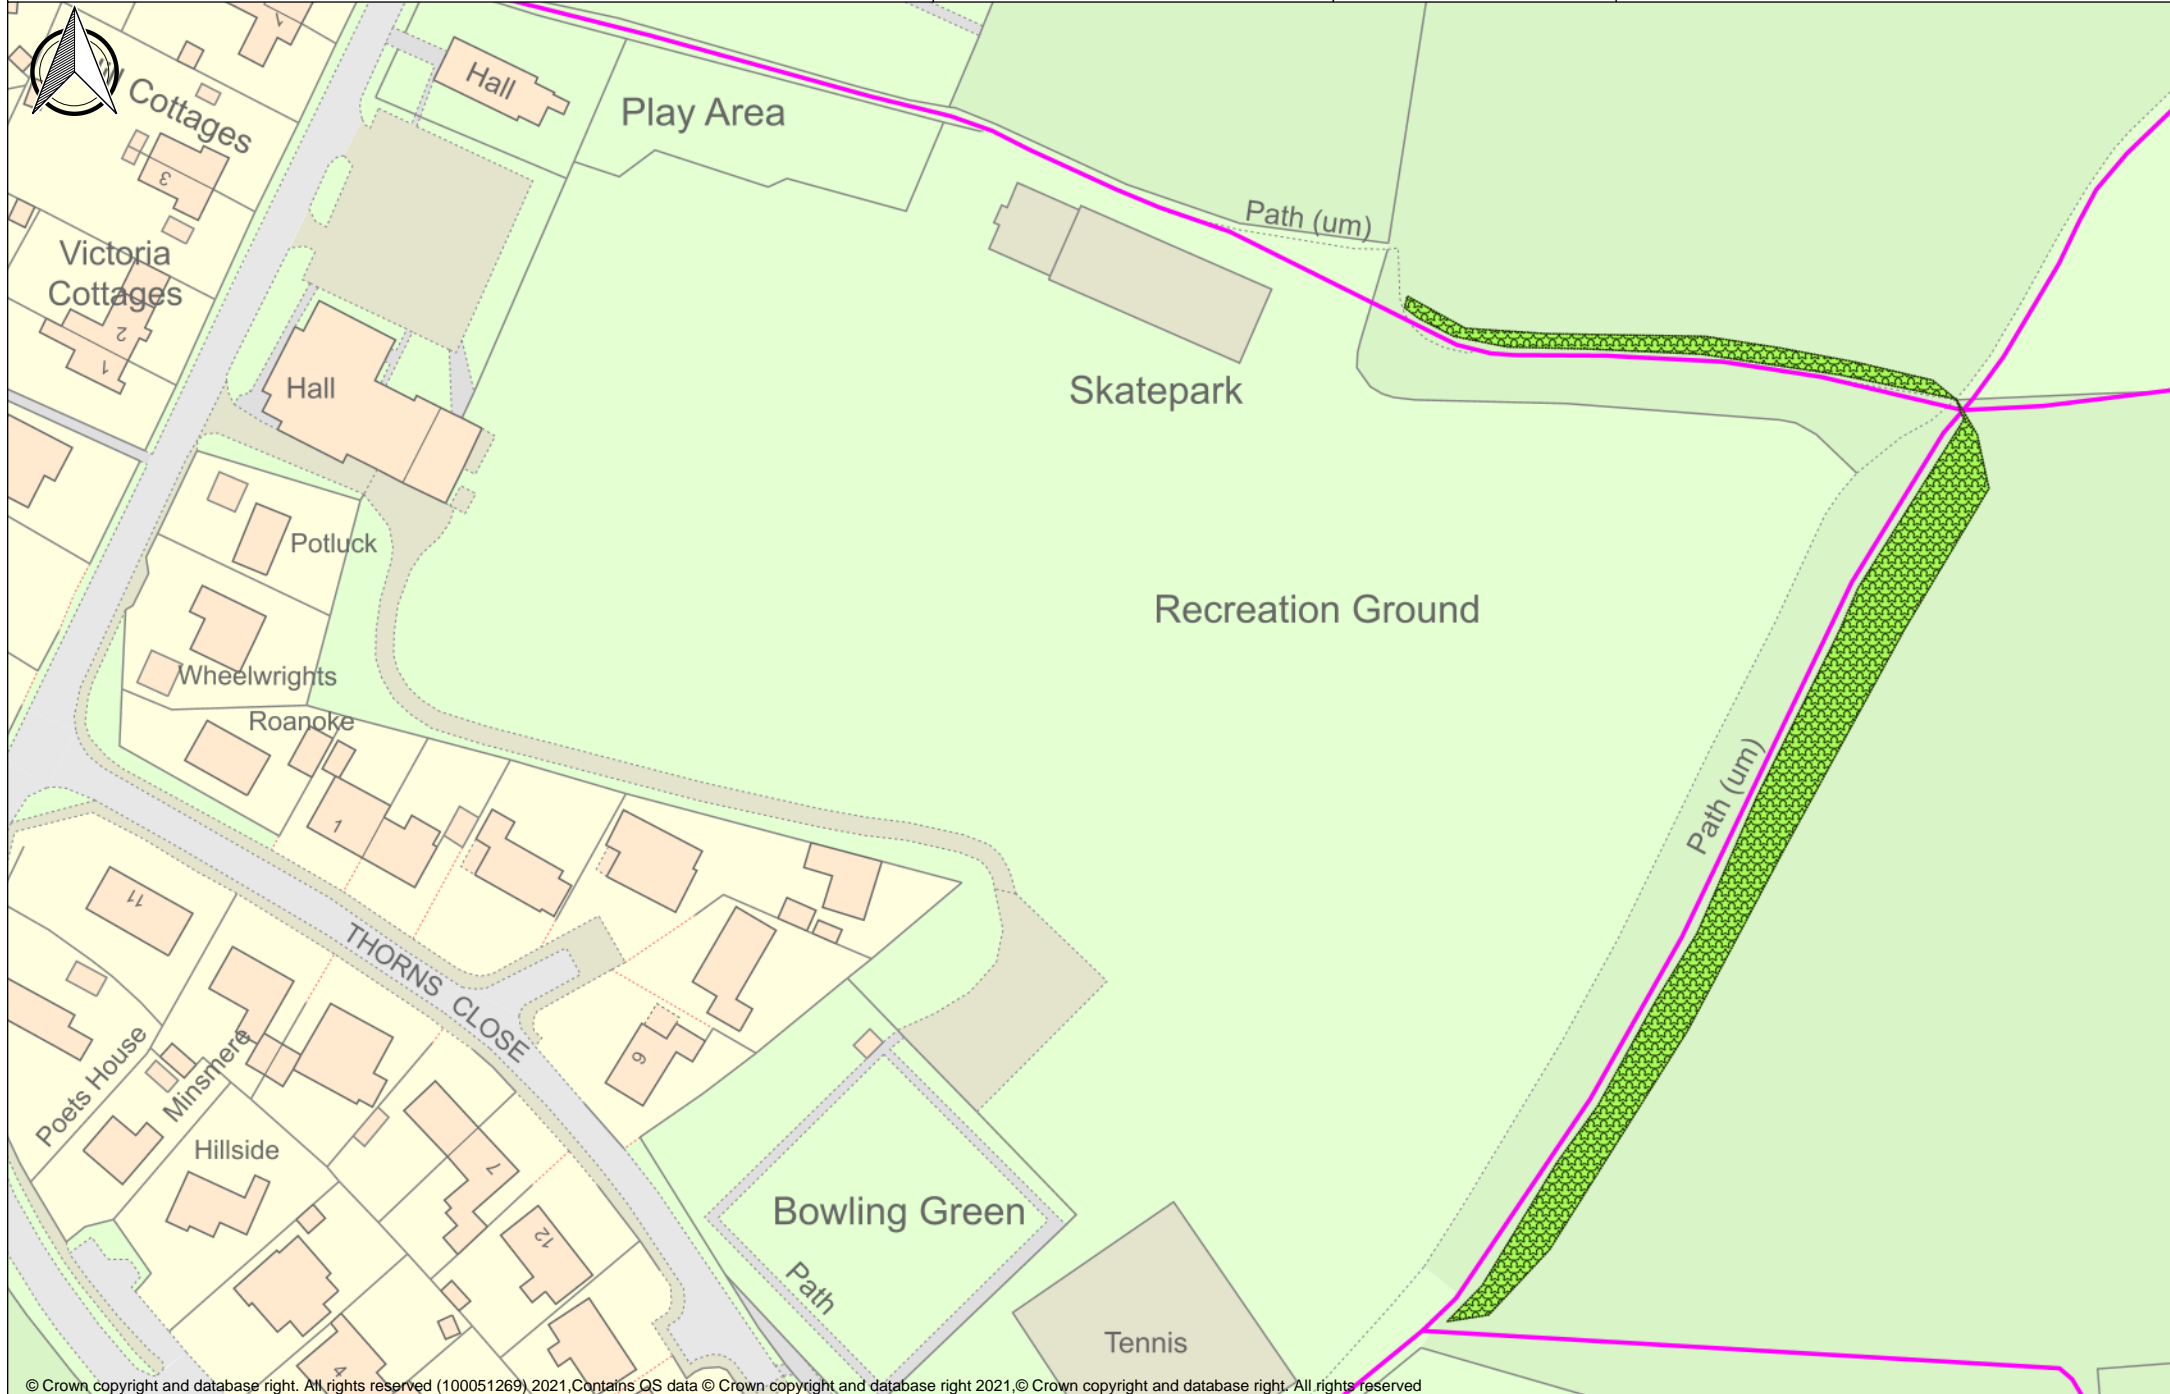 Cottages
Hall
Play Area
3
Path (um)
Victoria
Cottages
2
1
Hall
Skatepark
Potluck
Recreation Ground
Wheelwrights
Roanoke
1
Path (um)
11
THORNS CLOSE
Poets House
Minsmere
9
Hillside
7
Bowling Green
12
Path
Tennis
4
© Crown copyright and database right. All rights reserved (100051269) 2021,Contains OS data © Crown copyright and database right 2021,© Crown copyright and database right. All rights reserved